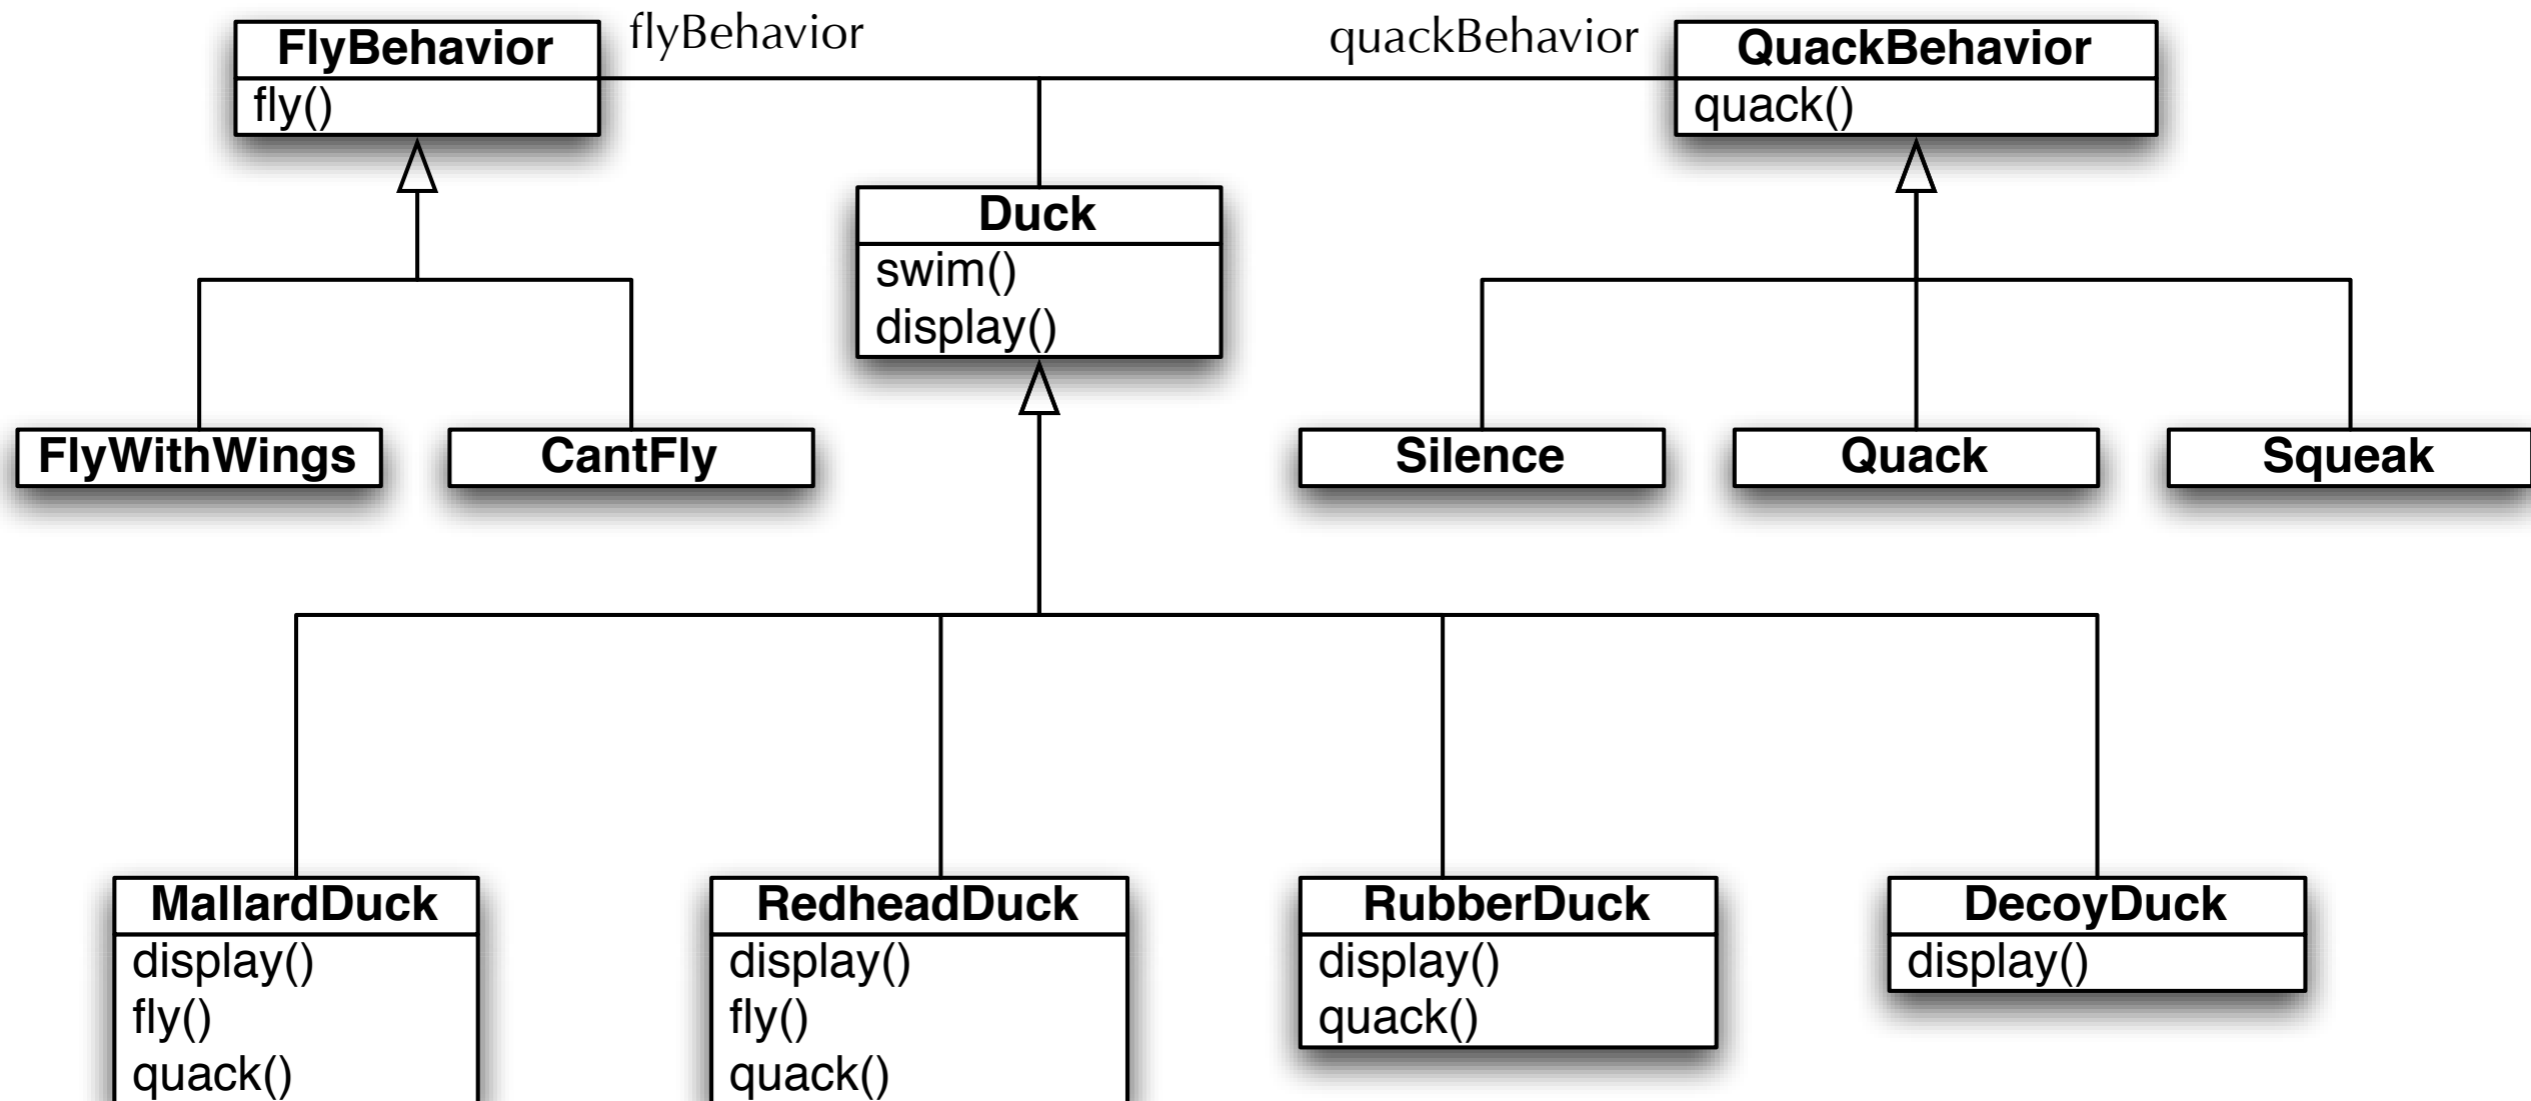 FlyBehavior
fly()
flyBehavior
quackBehavior
QuackBehavior
quack()
Duck
swim()
display()
FlyWithWings
CantFly
Silence
Quack
Squeak
MallardDuck
display()
fly()
quack()
RedheadDuck
display()
fly()
quack()
RubberDuck
display()
quack()
DecoyDuck
display()